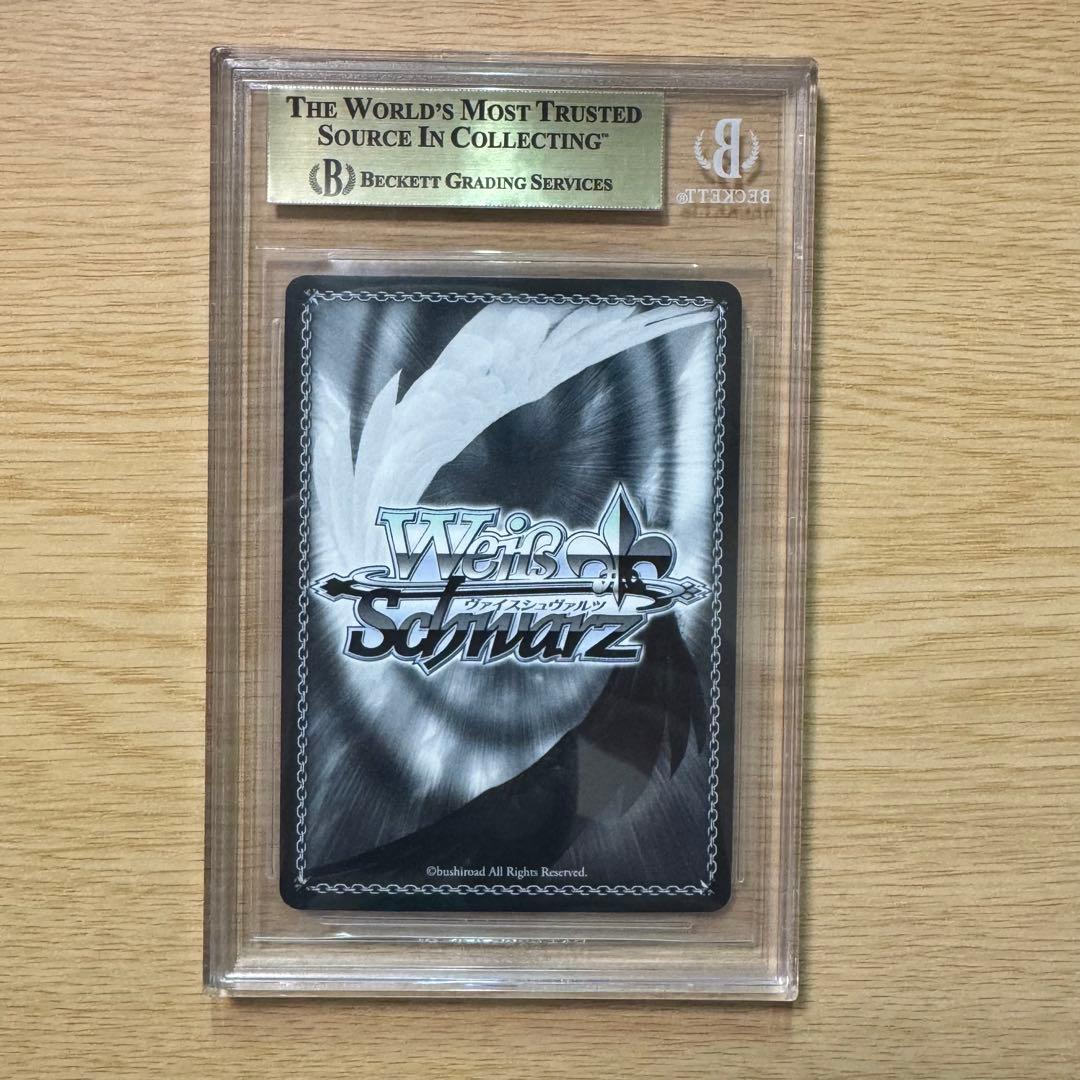 THE WORLD'S MOST TRUSTED
SOURCE IN COLLECTING™
B BECKETT GRADING SERVICES
B
BECKETT®
Weiß
ヴァイスシュヴァルツ
Schwarz
©bushiroad All Rights Reserved.